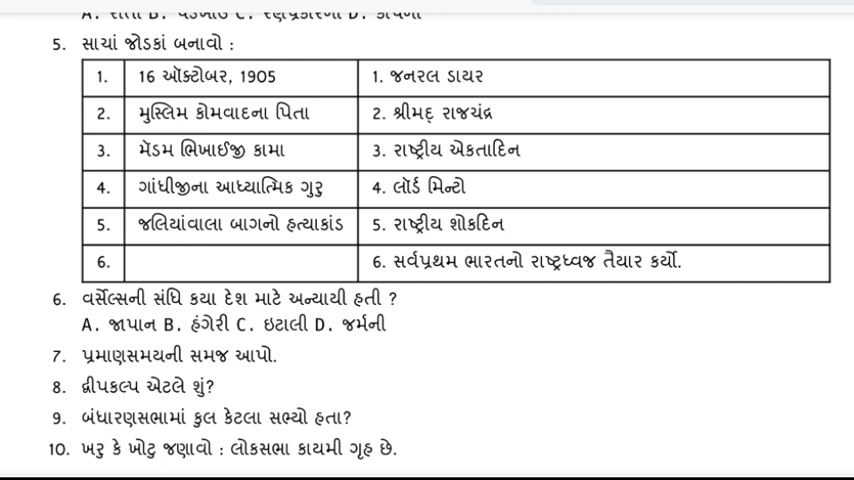 5. સાચાં જોડકાં બનાવો :
1. 16 ઑક્ટોબર, 1905 1. જનરલ ડાયર
2. મુસ્લિમ કોમવાદના પિતા 2. શ્રીમદ્ રાજચંદ્ર
3. મૅડમ ભિખાઈજી કામા 3. રાષ્ટ્રીય એકતાદિન
4. ગાંધીજીના આધ્યાત્મિક ગુરુ 4. લૉર્ડ મિન્ટો
5. જલિયાંવાલા બાગનો હત્યાકાંડ 5. રાષ્ટ્રીય શોકદિન
6. 6. સર્વપ્રથમ ભારતનો રાષ્ટ્રધ્વજ તૈયાર કર્યો.
6. વર્સેલ્સની સંધિ કયા દેશ માટે અન્યાયી હતી ?
A. જાપાન B. હંગેરી C. ઇટાલી D. જર્મની
7. પ્રમાણસમયની સમજ આપો.
8. દ્વીપકલ્પ એટલે શું?
9. બંધારણસભામાં કુલ કેટલા સભ્યો હતા?
10. ખરુ કે ખોટુ જણાવો : લોકસભા કાયમી ગૃહ છે.